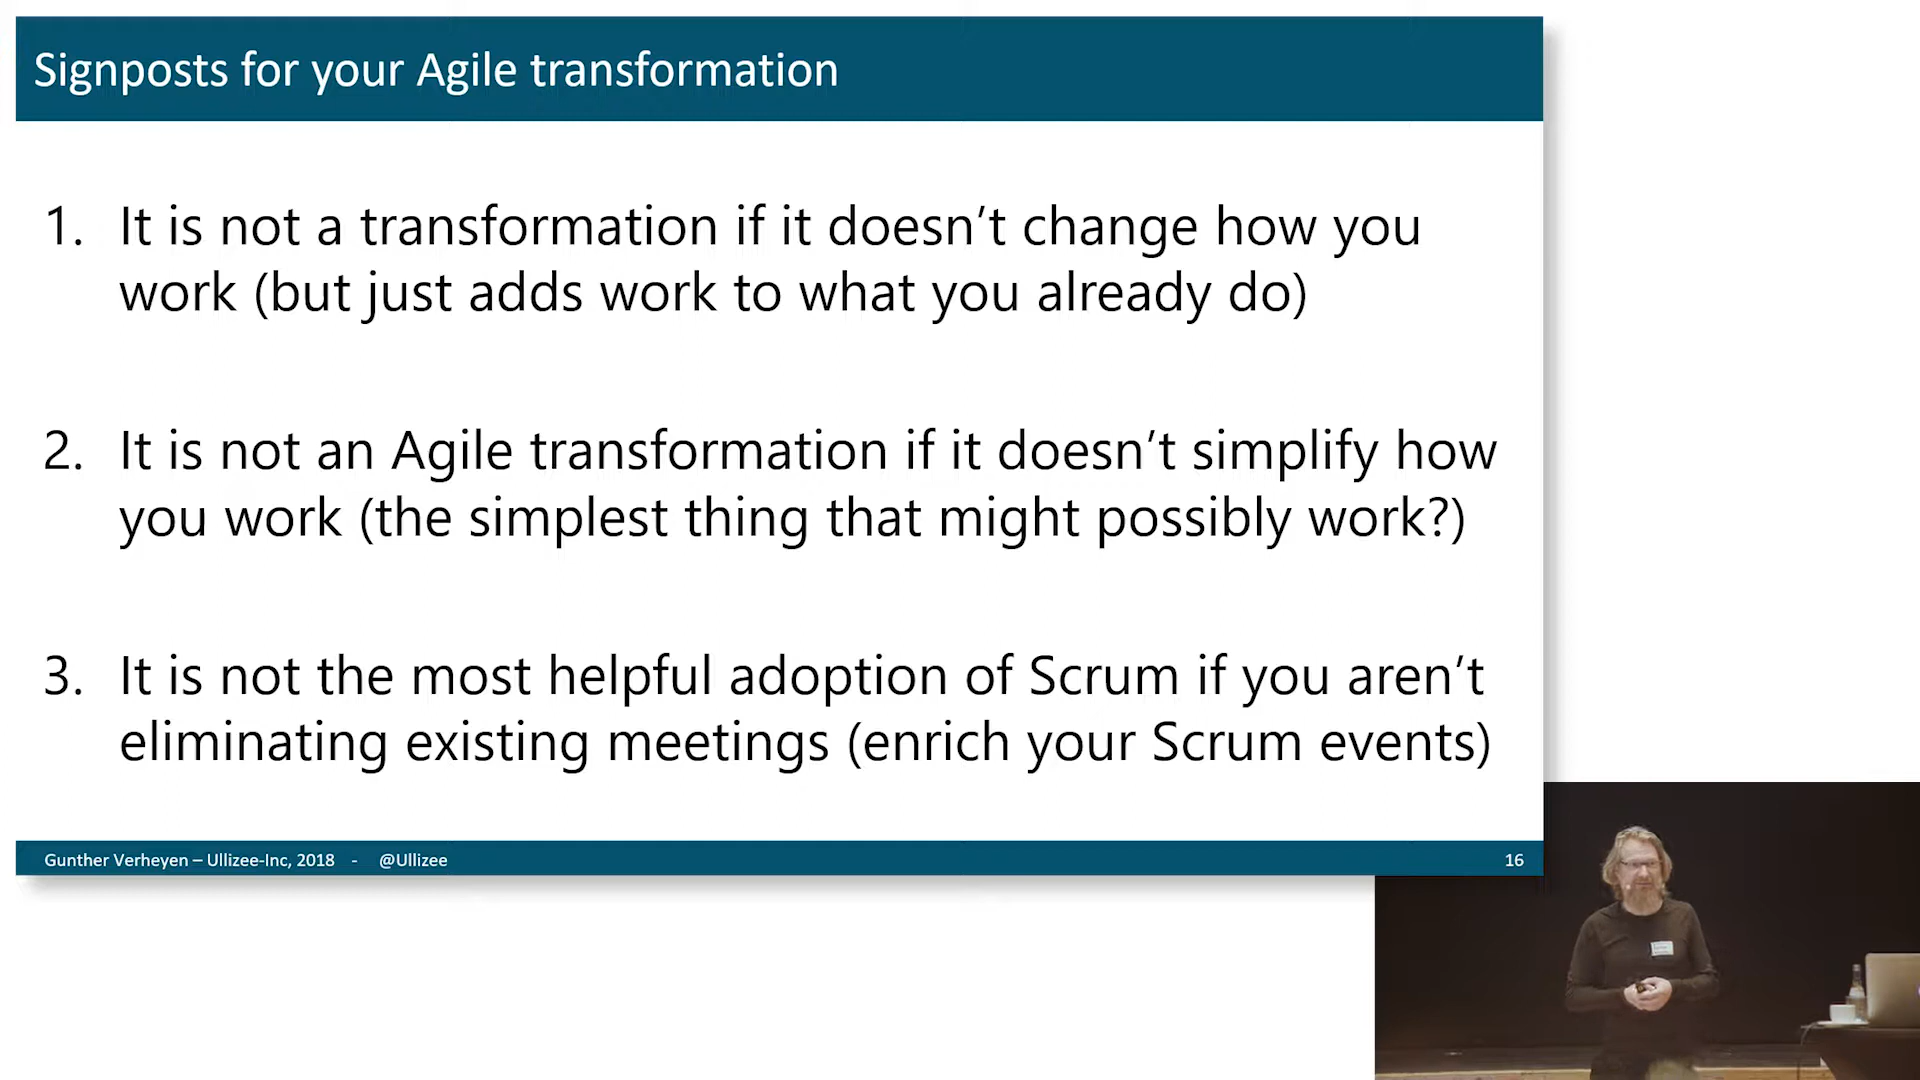 Signposts for your Agile transformation
1. It is not a transformation if it doesn’t change how you
work (but just adds work to what you already do)
2. It is not an Agile transformation if it doesn’t simplify how
you work (the simplest thing that might possibly work?)
3. It is not the most helpful adoption of Scrum if you aren’t
eliminating existing meetings (enrich your Scrum events)
Gunther Verheyen – Ullizee-Inc, 2018 - @Ullizee 16